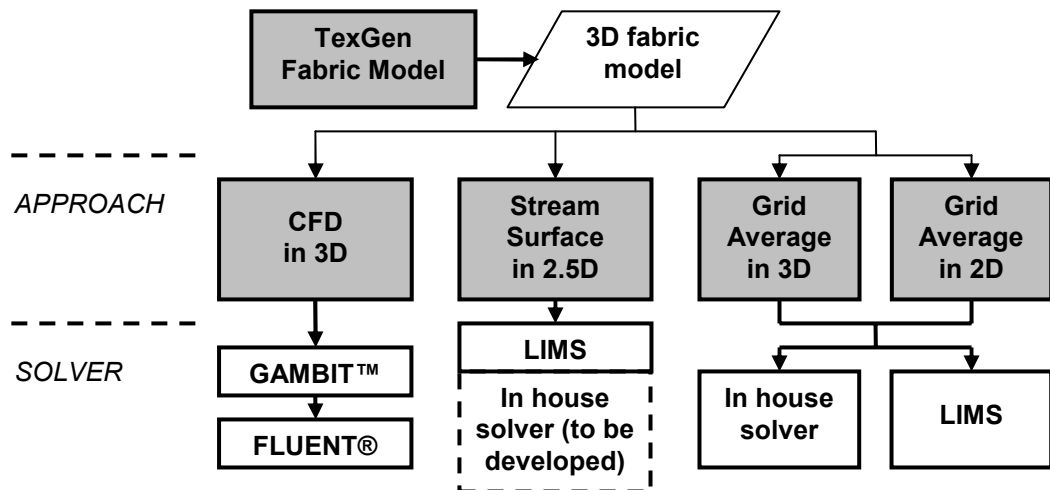 TexGen
Fabric Model
3D fabric
model
APPROACH
CFD
in 3D
Stream
Surface
in 2.5D
Grid
Average
in 3D
Grid
Average
in 2D
SOLVER
GAMBIT™
FLUENT®
LIMS
In house
solver (to be
developed)
In house
solver
LIMS